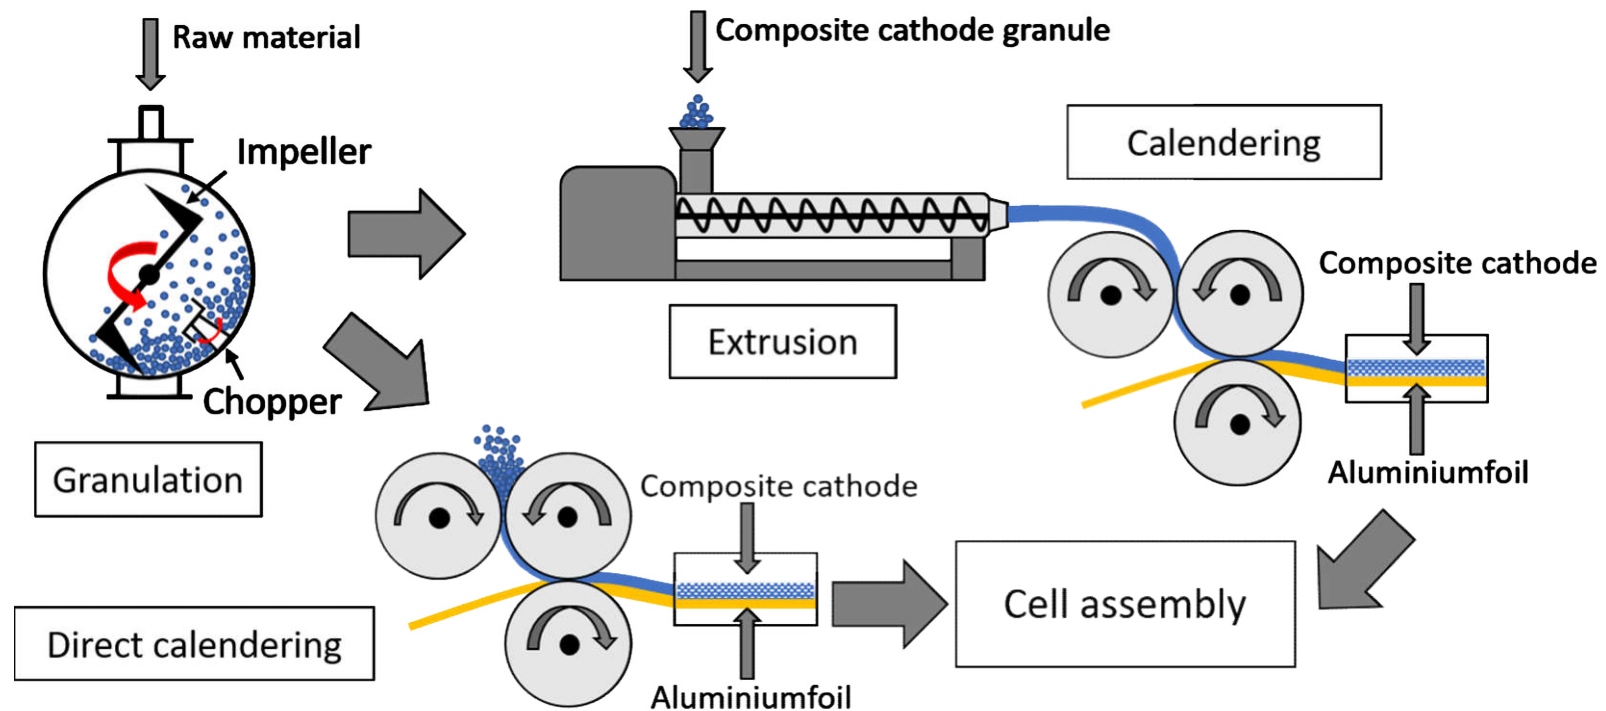 Raw material
Composite cathode granule
Impeller
Calendering
Composite cathode
Extrusion
Chopper
Aluminiumfoil
Granulation
Composite cathode
Cell assembly
Direct calendering
Aluminiumfoil